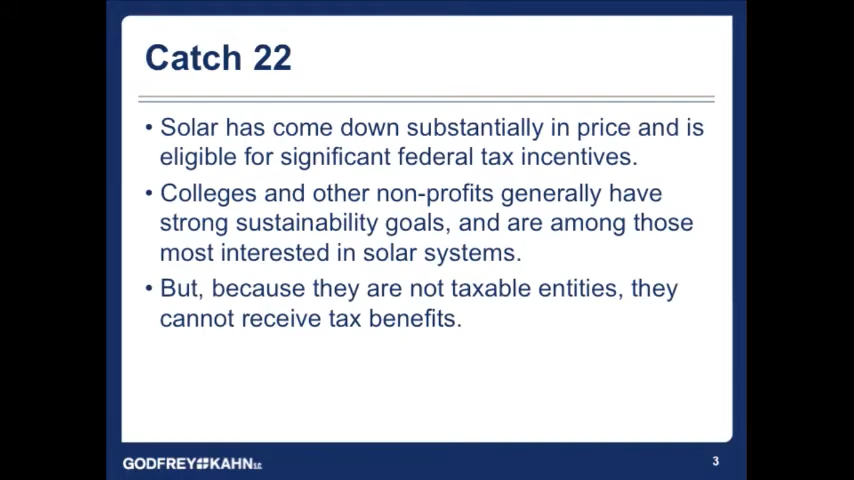 Catch 22
• Solar has come down substantially in price and is
eligible for significant federal tax incentives.
• Colleges and other non-profits generally have
strong sustainability goals, and are among those
most interested in solar systems.
• But, because they are not taxable entities, they
cannot receive tax benefits.
GODFREY KAHN S.C.
3